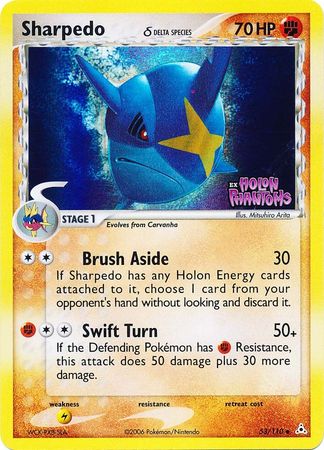 Sharpedo δ DELTA SPECIES 70 HP
EX HOLON PHANTOMS
Illus. Mitsuhiro Arita
STAGE 1
Evolves from Carvanha
Brush Aside 30
If Sharpedo has any Holon Energy cards
attached to it, choose 1 card from your
opponent's hand without looking and discard it.
Swift Turn 50+
If the Defending Pokémon has Resistance,
this attack does 50 damage plus 30 more
damage.
weakness resistance retreat cost
©2006 Pokémon/Nintendo 53/110